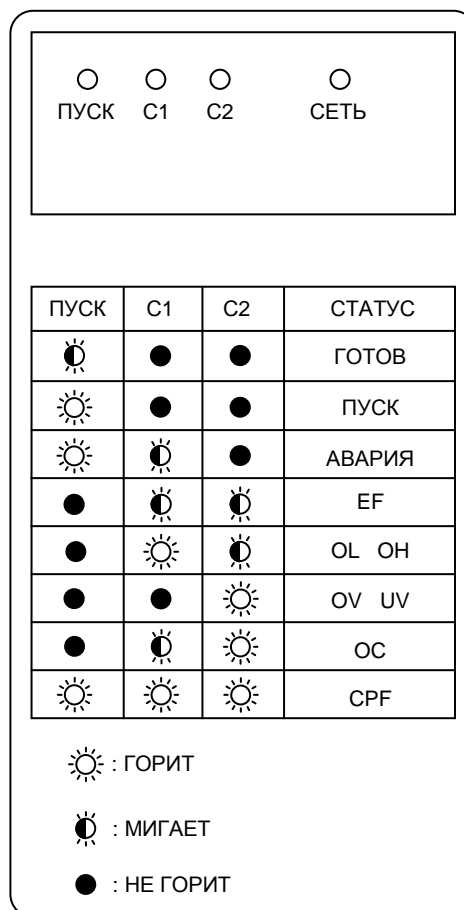 ПУСК C1 C2 СЕТЬ
ПУСК C1 C2 СТАТУС
ГОТОВ
ПУСК
АВАРИЯ
EF
OL OH
OV UV
OC
CPF
: ГОРИТ
: МИГАЕТ
: НЕ ГОРИТ